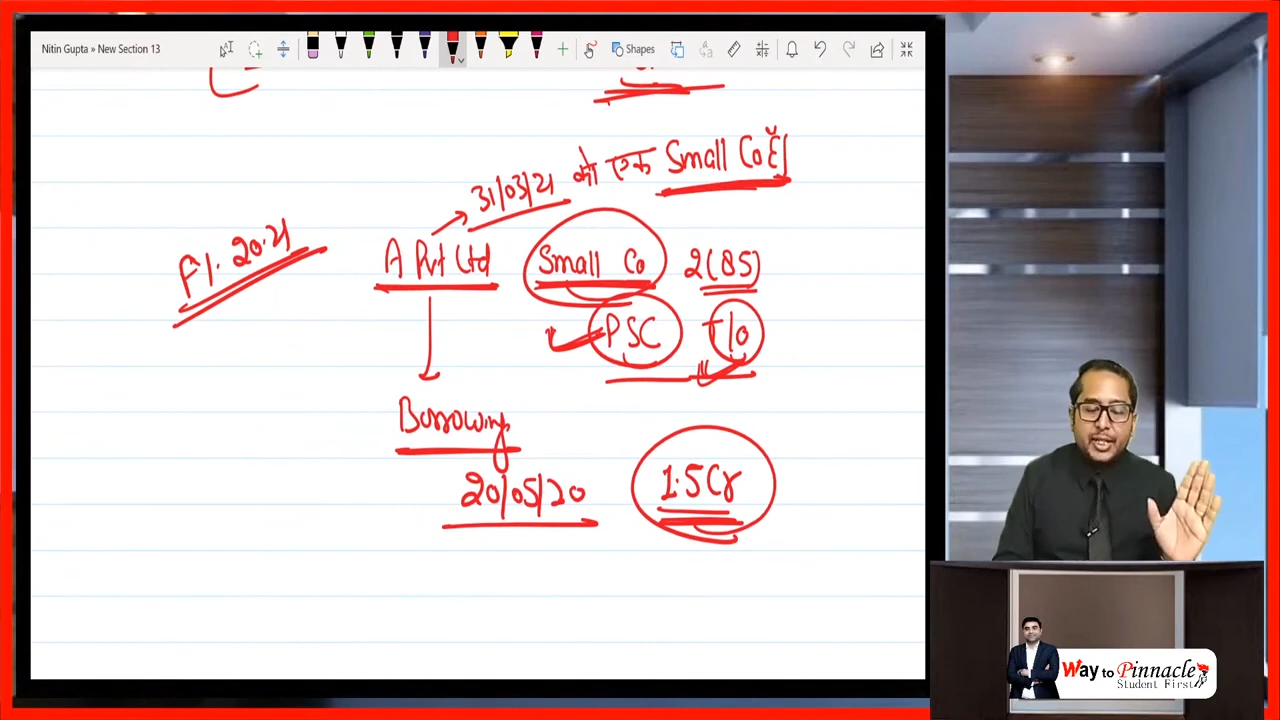 Nitin Gupta » New Section 13
Shapes
31/03/21 को एक Small Co है
F.Y. 20-21
A Pvt Ltd Small Co 2(85)
PSC T/o
Borrowing
20/05/20 1.5Cr
Way to Pinnacle
Student First